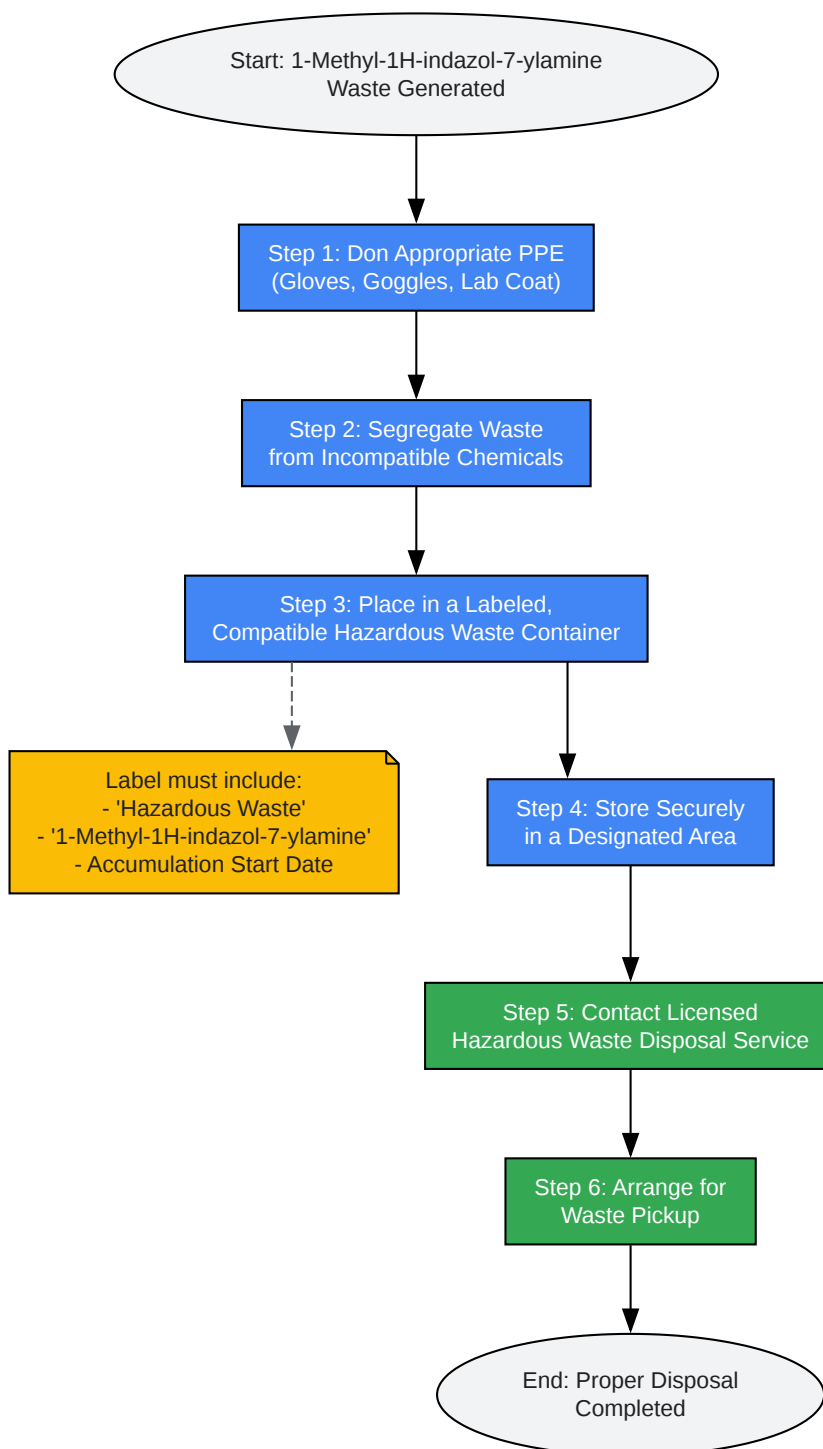 Start: 1-Methyl-1H-indazol-7-ylamine
Waste Generated
Step 1: Don Appropriate PPE
(Gloves, Goggles, Lab Coat)
Step 2: Segregate Waste
from Incompatible Chemicals
Step 3: Place in a Labeled,
Compatible Hazardous Waste Container
Label must include:
- 'Hazardous Waste'
- '1-Methyl-1H-indazol-7-ylamine'
- Accumulation Start Date
Step 4: Store Securely
in a Designated Area
Step 5: Contact Licensed
Hazardous Waste Disposal Service
Step 6: Arrange for
Waste Pickup
End: Proper Disposal
Completed